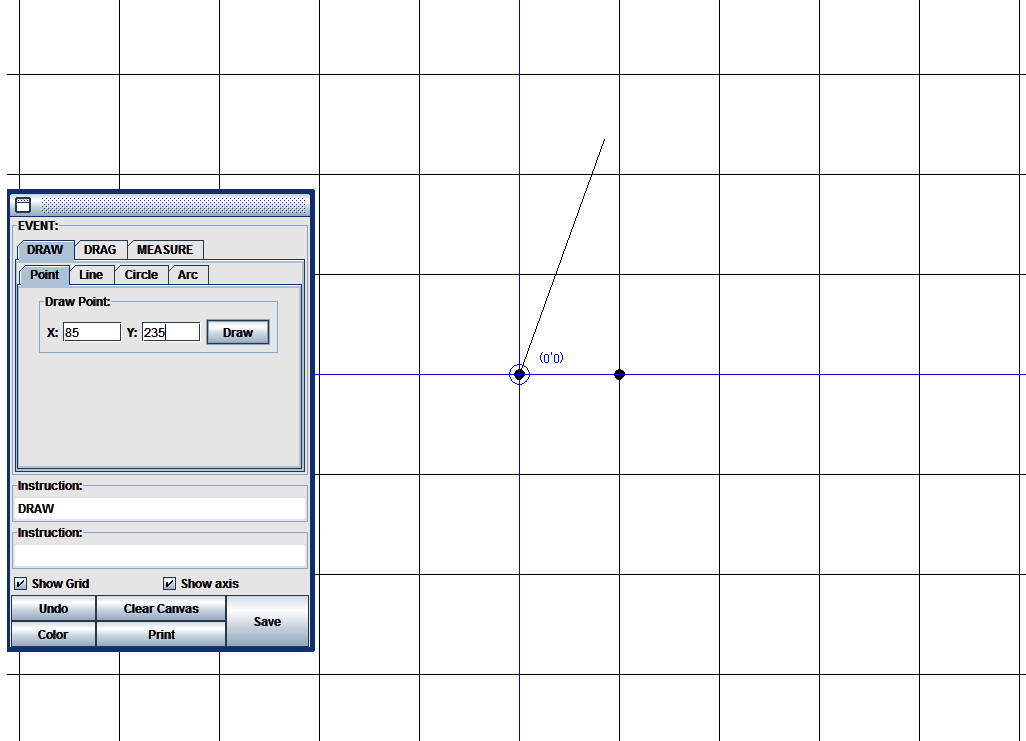 EVENT:
DRAW DRAG MEASURE
Point Line Circle Arc
Draw Point:
X: 85 Y: 235 Draw
(0'0)
Instruction:
DRAW
Instruction:
Show Grid Show axis
Undo Clear Canvas Save
Color Print